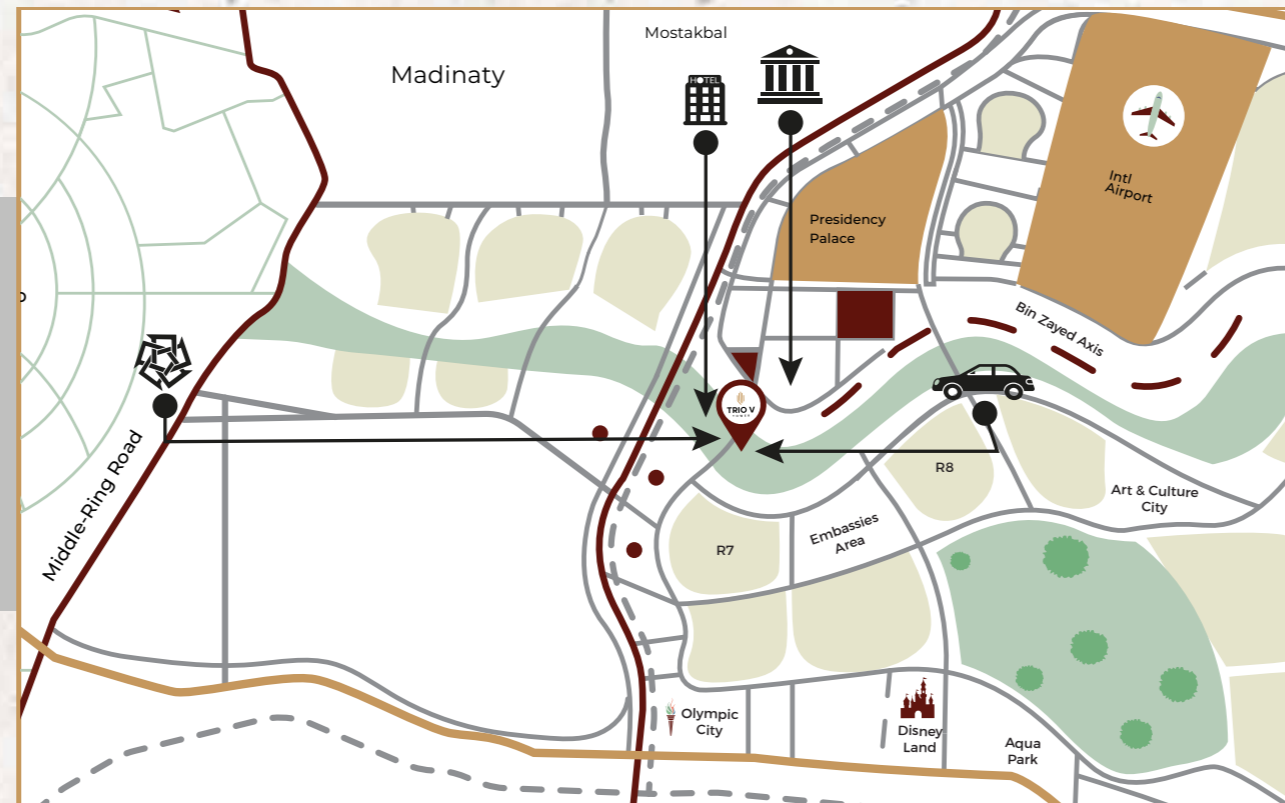 Mostakbal
Madinaty
HOTEL
Intl
Airport
Presidency
Palace
Bin Zayed Axis
TRIO V
TOWER
Middle-Ring Road
R8
Art & Culture
City
Embassies
Area
R7
Olympic
City
Disney
Land
Aqua
Park